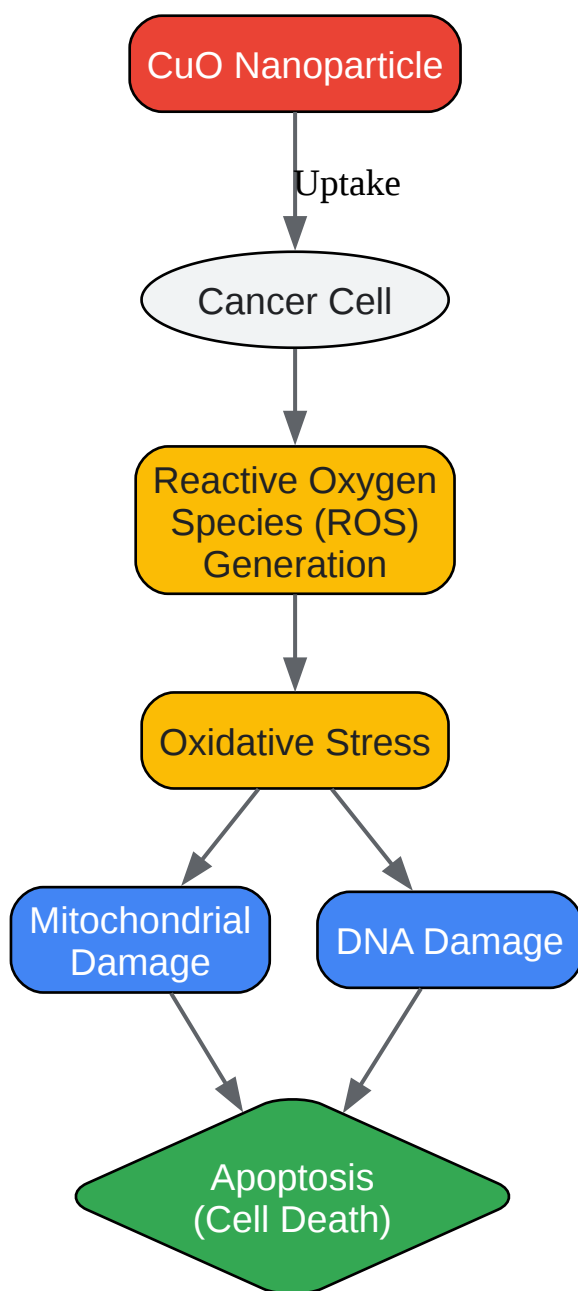 CuO Nanoparticle
Uptake
Cancer Cell
Reactive Oxygen
Species (ROS)
Generation
Oxidative Stress
Mitochondrial
Damage
DNA Damage
Apoptosis
(Cell Death)